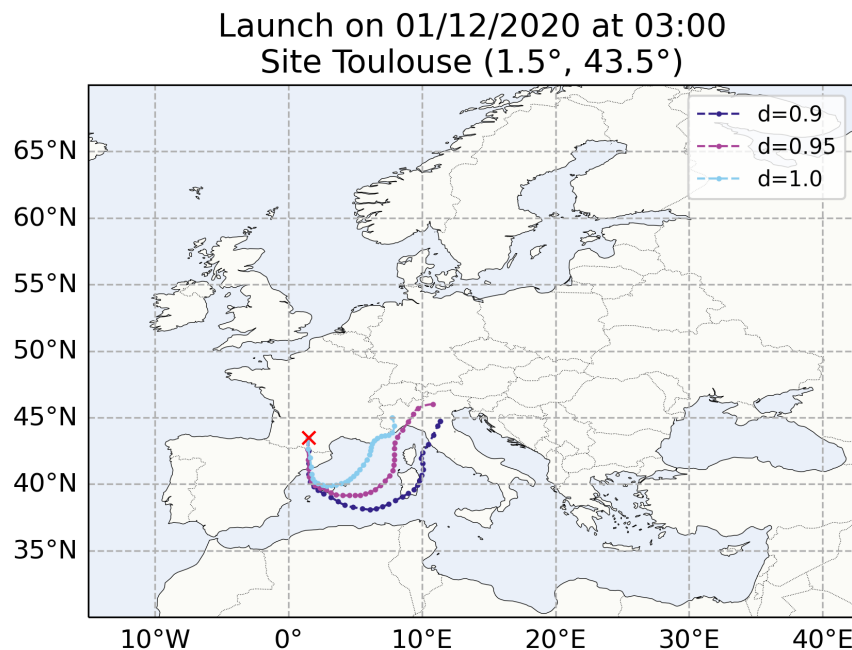 Launch on 01/12/2020 at 03:00
Site Toulouse (1.5°, 43.5°)
d=0.9
d=0.95
d=1.0
65°N
60°N
55°N
50°N
45°N
40°N
35°N
10°W 0° 10°E 20°E 30°E 40°E